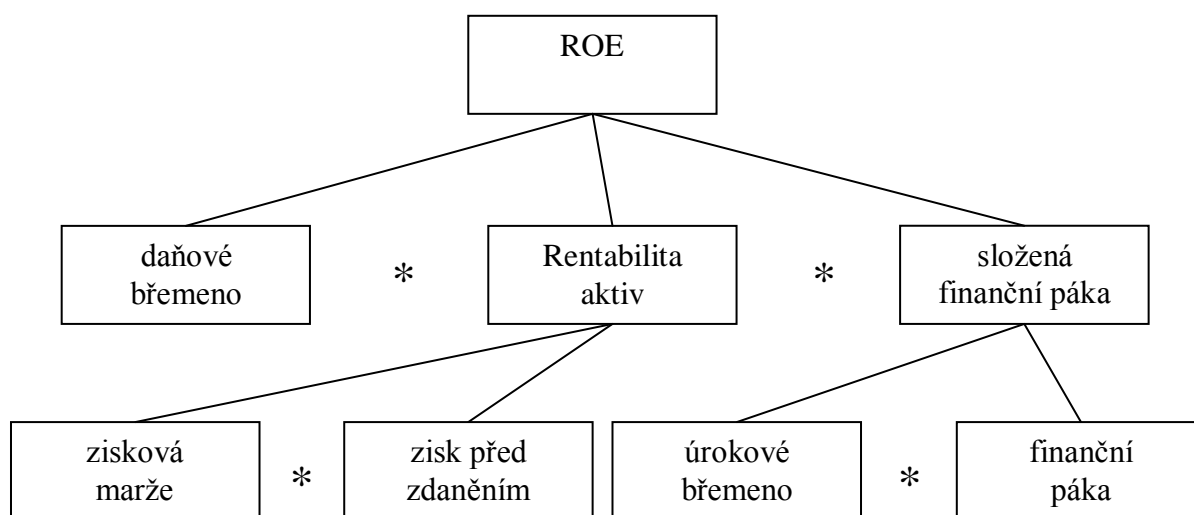 ROE
daňové
břemeno
*
Rentabilita
aktiv
*
složená
finanční páka
zisková
marže
*
zisk před
zdaněním
úrokové
břemeno
*
finanční
páka